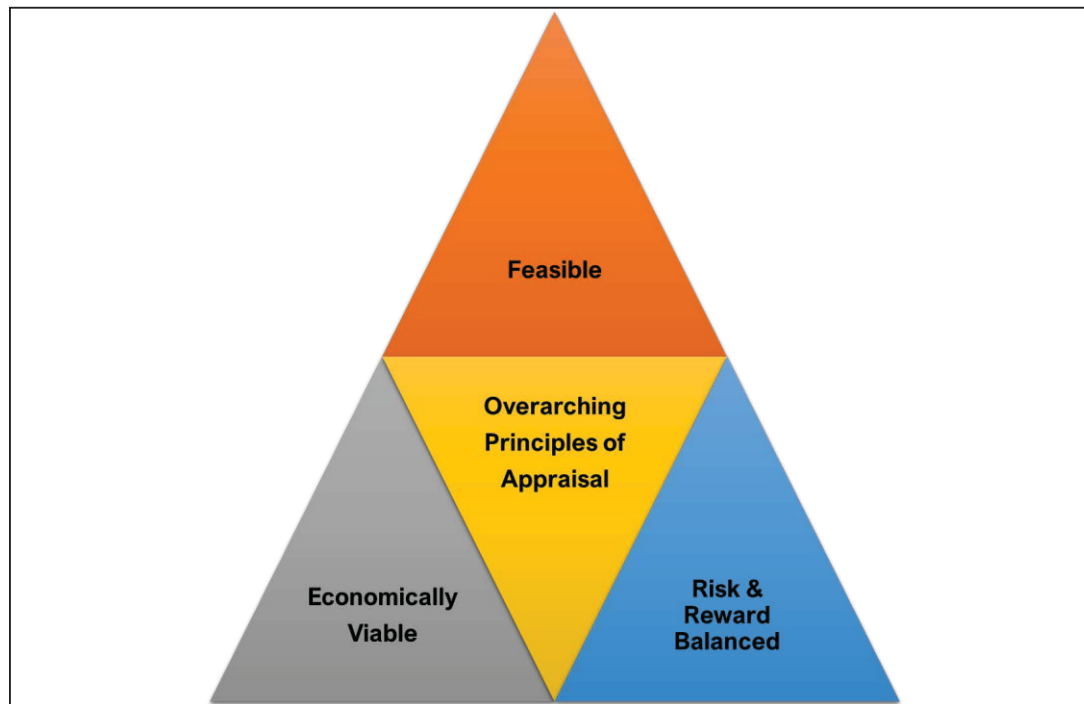 Feasible
Overarching
Principles of
Appraisal
Economically
Viable
Risk &
Reward
Balanced